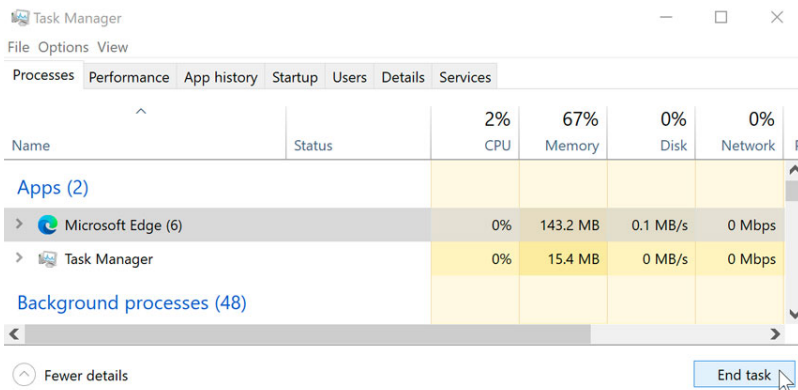 Task Manager
File Options View
Processes Performance App history Startup Users Details Services
2% 67% 0% 0%
Name Status CPU Memory Disk Network
Apps (2)
Microsoft Edge (6) 0% 143.2 MB 0.1 MB/s 0 Mbps
Task Manager 0% 15.4 MB 0 MB/s 0 Mbps
Background processes (48)
Fewer details End task